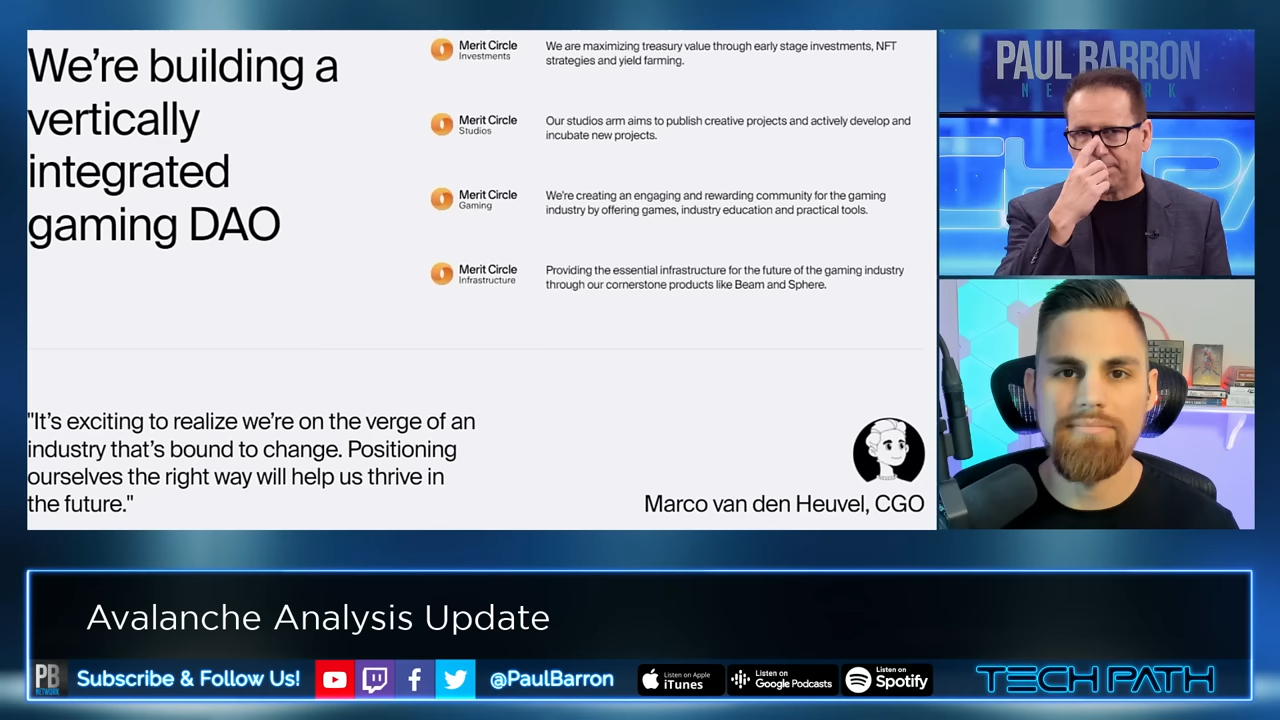 We're building a
vertically
integrated
gaming DAO
Merit Circle
Investments
We are maximizing treasury value through early stage investments, NFT
strategies and yield farming.
Merit Circle
Studios
Our studios arm aims to publish creative projects and actively develop and
incubate new projects.
Merit Circle
Gaming
We're creating an engaging and rewarding community for the gaming
industry by offering games, industry education and practical tools.
Merit Circle
Infrastructure
Providing the essential infrastructure for the future of the gaming industry
through our cornerstone products like Beam and Sphere.
"It's exciting to realize we're on the verge of an
industry that's bound to change. Positioning
ourselves the right way will help us thrive in
the future."
Marco van den Heuvel, CGO
PAUL BARRON
Avalanche Analysis Update
PB
NETWORK
Subscribe & Follow Us!
@PaulBarron
Listen on Apple
iTunes
Listen on
Google Podcasts
Listen on
Spotify
TECH PATH